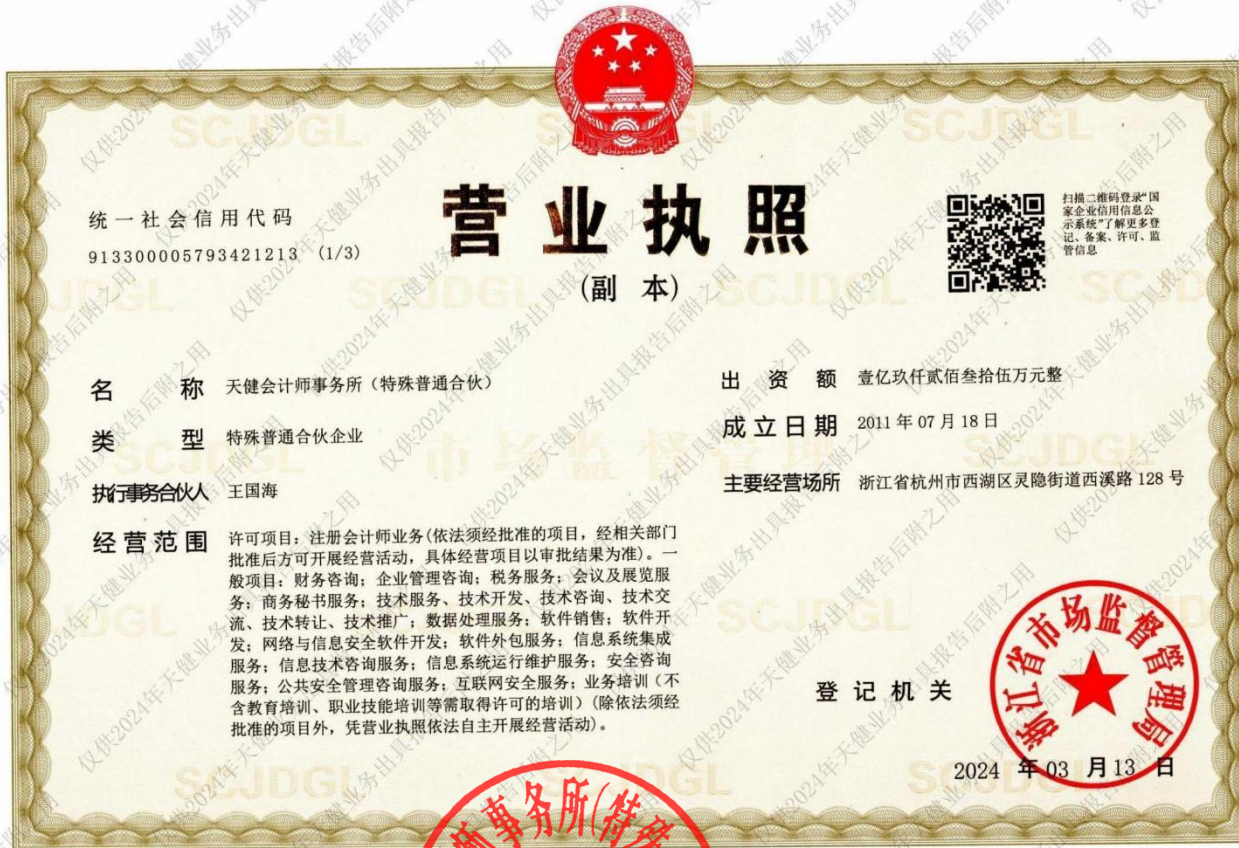 营业执照
(副 本)
统一社会信用代码
913300005793421213 (1/3)
扫描二维码登录“国
家企业信用信息公
示系统”了解更多登
记、备案、许可、监
管信息
名 称 天健会计师事务所（特殊普通合伙）
类 型 特殊普通合伙企业
执行事务合伙人 王国海
经营范围 许可项目：注册会计师业务(依法须经批准的项目，经相关部门
批准后方可开展经营活动，具体经营项目以审批结果为准)。一
般项目：财务咨询；企业管理咨询；税务服务；会议及展览服
务；商务秘书服务；技术服务、技术开发、技术咨询、技术交
流、技术转让、技术推广；数据处理服务；软件销售；软件开
发；网络与信息安全软件开发；软件外包服务；信息系统集成
服务；信息技术咨询服务；信息系统运行维护服务；安全咨询
服务；公共安全管理咨询服务；互联网安全服务；业务培训（不
含教育培训、职业技能培训等需取得许可的培训）(除依法须经
批准的项目外，凭营业执照依法自主开展经营活动)。
出 资 额 壹亿玖仟贰佰叁拾伍万元整
成立日期 2011 年 07 月 18 日
主要经营场所 浙江省杭州市西湖区灵隐街道西溪路 128 号
登 记 机 关
浙江省市场监督管理局
2024 年 03 月 13 日
师事务所(特殊
SCJDGL
市场监督管理
仅供2024年天健业务出具报告后附之用